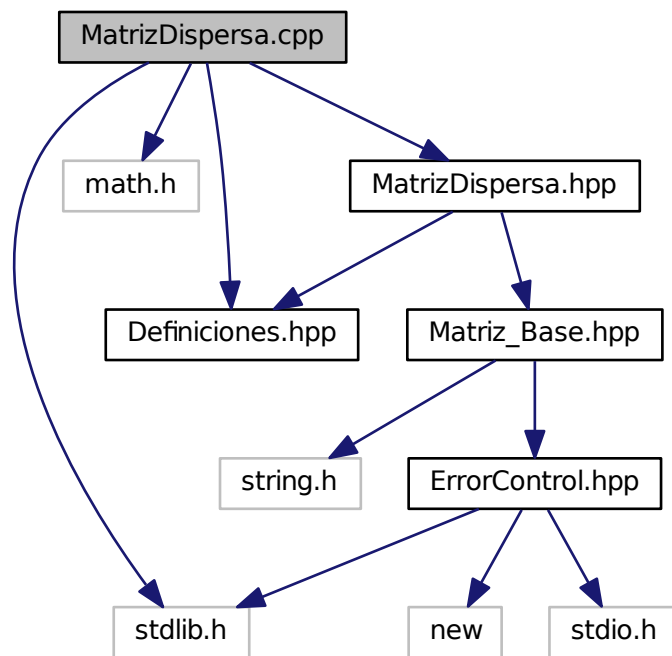 MatrizDispersa.cpp
math.h
MatrizDispersa.hpp
Definiciones.hpp
Matriz_Base.hpp
string.h
ErrorControl.hpp
stdlib.h
new
stdio.h